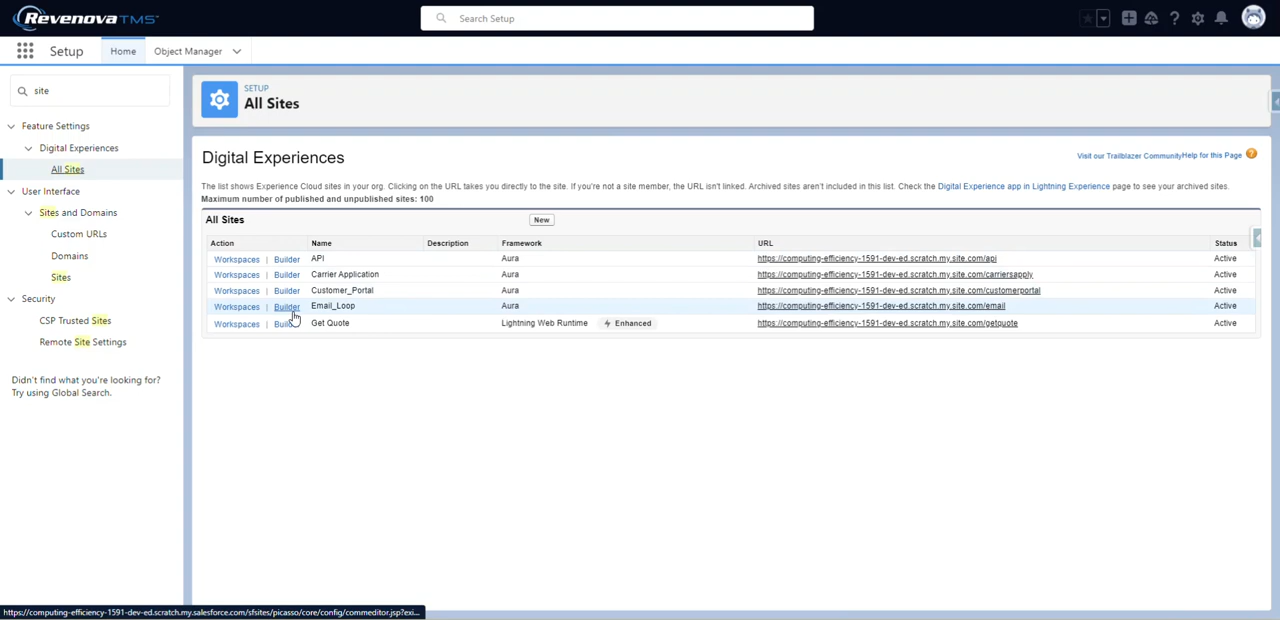 Revenova TMS
Search Setup
Setup
Home
Object Manager
site
Feature Settings
Digital Experiences
All Sites
User Interface
Sites and Domains
Custom URLs
Domains
Sites
Security
CSP Trusted Sites
Remote Site Settings
Didn't find what you're looking for?
Try using Global Search.
SETUP
All Sites
Digital Experiences
Visit our Trailblazer Community Help for this Page
The list shows Experience Cloud sites in your org. Clicking on the URL takes you directly to the site. If you're not a site member, the URL isn't linked. Archived sites aren't included in this list. Check the Digital Experience app in Lightning Experience page to see your archived sites.
Maximum number of published and unpublished sites: 100
All Sites New
Action Name Description Framework URL Status
Workspaces | Builder API Aura https://computing-efficiency-1591-dev-ed.scratch.my.site.com/api Active
Workspaces | Builder Carrier Application Aura https://computing-efficiency-1591-dev-ed.scratch.my.site.com/carriersapply Active
Workspaces | Builder Customer_Portal Aura https://computing-efficiency-1591-dev-ed.scratch.my.site.com/customerportal Active
Workspaces | Builder Email_Loop Aura https://computing-efficiency-1591-dev-ed.scratch.my.site.com/email Active
Workspaces | Builder Get Quote Lightning Web Runtime Enhanced https://computing-efficiency-1591-dev-ed.scratch.my.site.com/getquote Active
https://computing-efficiency-1591-dev-ed.scratch.my.salesforce.com/sfsites/picasso/core/config/commeditor.jsp?exi...